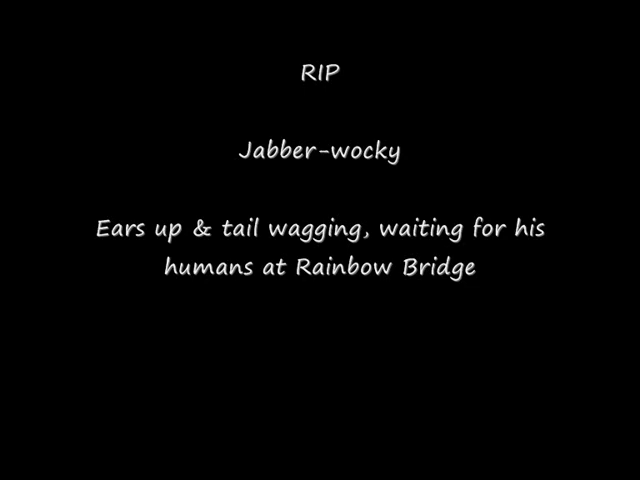 RIP
Jabber-wocky
Ears up & tail wagging, waiting for his
humans at Rainbow Bridge